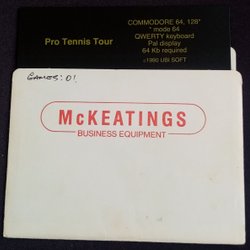 Pro Tennis Tour
COMMODORE 64, 128*
* mode 64
QWERTY keyboard
Pal display
64 Kb required
c1990 UBI SOFT
GAMES: 01
McKEATINGS
BUSINESS EQUIPMENT